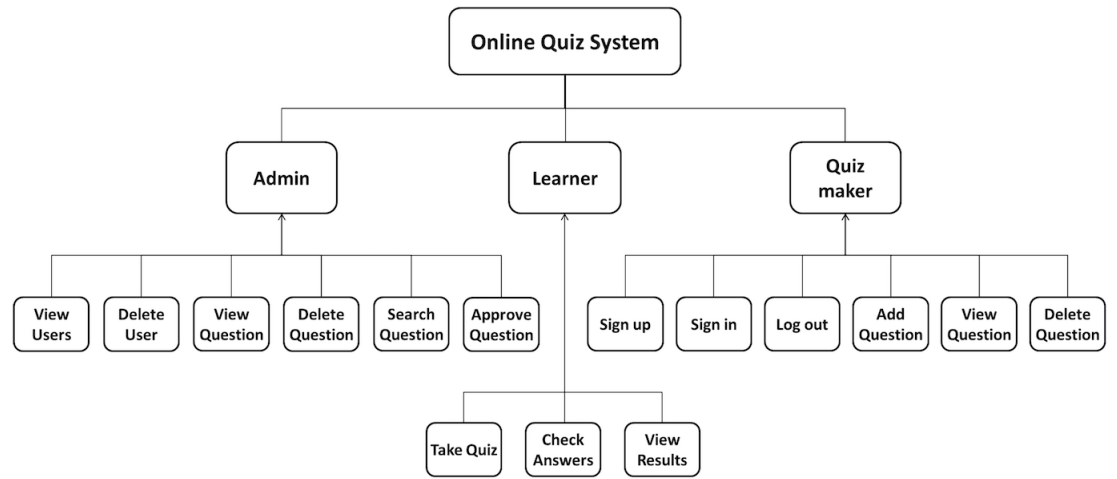 Online Quiz System
Admin
Learner
Quiz
maker
View
Users
Delete
User
View
Question
Delete
Question
Search
Question
Approve
Question
Sign up
Sign in
Log out
Add
Question
View
Question
Delete
Question
Take Quiz
Check
Answers
View
Results